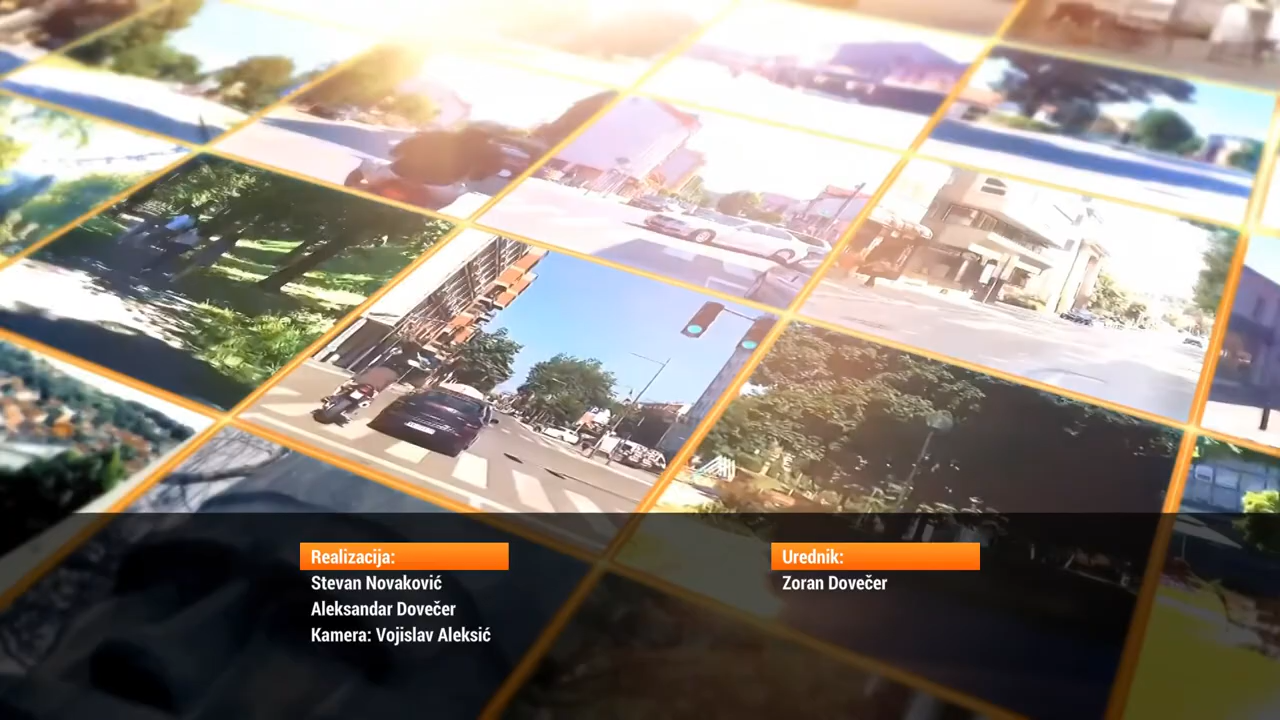 Realizacija:
Stevan Novaković
Aleksandar Dovečer
Kamera: Vojislav Aleksić
Urednik:
Zoran Dovečer